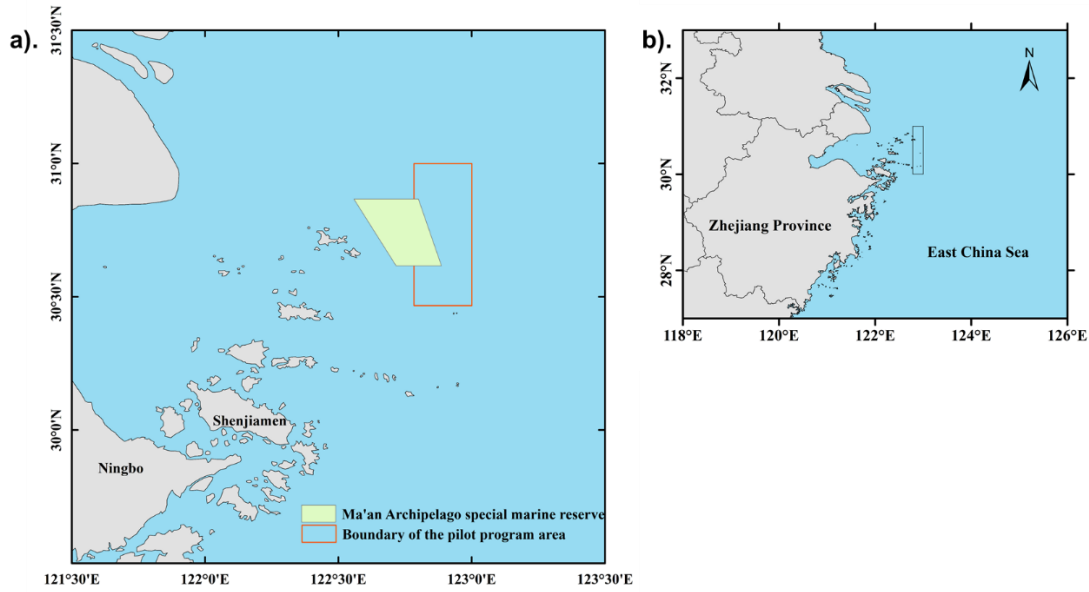 a).
31°30'N
31°0'N
30°30'N
30°0'N
121°30'E
122°0'E
122°30'E
123°0'E
123°30'E
Shenjiamen
Ningbo
Ma'an Archipelago special marine reserve
Boundary of the pilot program area
b).
N
32°N
30°N
28°N
118°E
120°E
122°E
124°E
126°E
Zhejiang Province
East China Sea